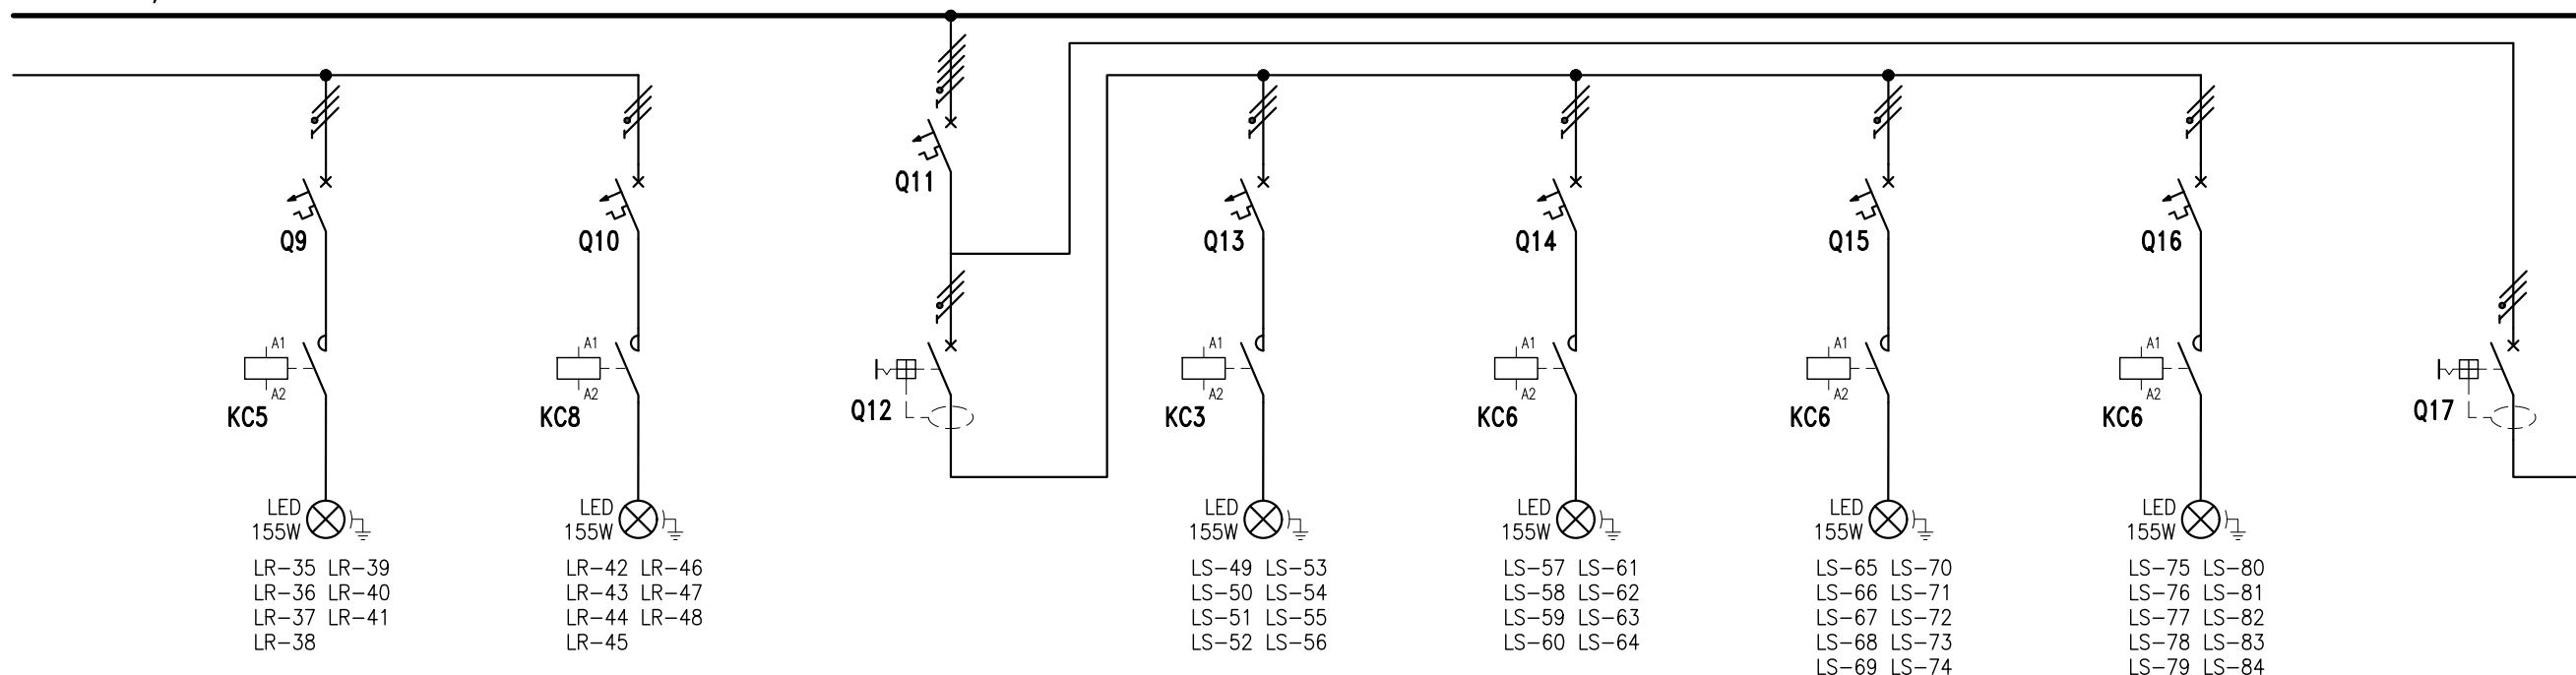 Q11
Q9
Q10
Q13
Q14
Q15
Q16
A1
A2
KC5
A1
A2
KC8
Q12
A1
A2
KC3
A1
A2
KC6
A1
A2
KC6
A1
A2
KC6
Q17
LED
155W
LR-35 LR-39
LR-36 LR-40
LR-37 LR-41
LR-38
LED
155W
LR-42 LR-46
LR-43 LR-47
LR-44 LR-48
LR-45
LED
155W
LS-49 LS-53
LS-50 LS-54
LS-51 LS-55
LS-52 LS-56
LED
155W
LS-57 LS-61
LS-58 LS-62
LS-59 LS-63
LS-60 LS-64
LED
155W
LS-65 LS-70
LS-66 LS-71
LS-67 LS-72
LS-68 LS-73
LS-69 LS-74
LED
155W
LS-75 LS-80
LS-76 LS-81
LS-77 LS-82
LS-78 LS-83
LS-79 LS-84